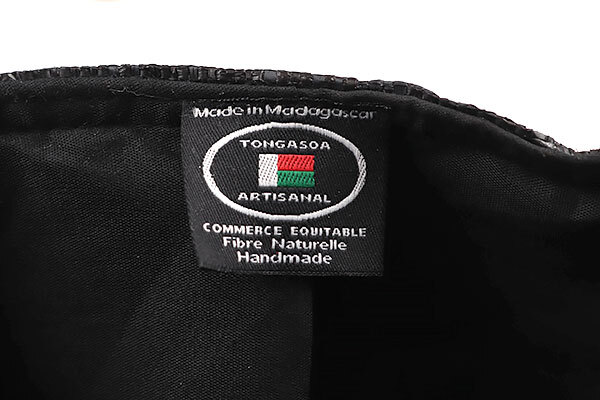 Made in Madagascar
TONGASOA
ARTISANAL
COMMERCE EQUITABLE
Fibre Naturelle
Handmade